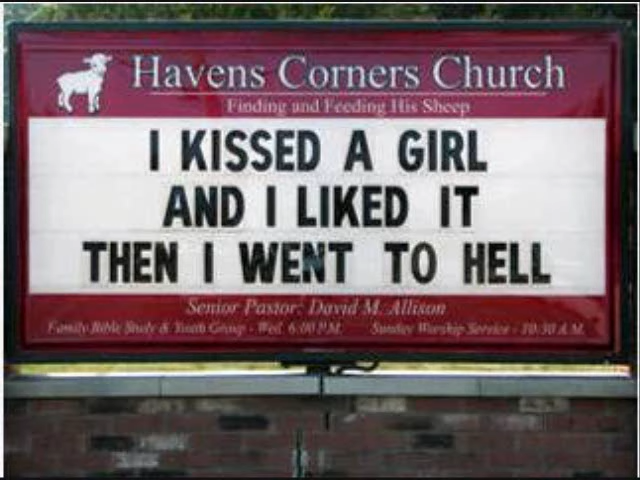 Havens Corners Church
Finding and Feeding His Sheep
I KISSED A GIRL
AND I LIKED IT
THEN I WENT TO HELL
Senior Pastor: David M. Allison
Family Bible Study & Youth Group - Wed. 6:00 P.M. Sunday Worship Service - 10:30 A.M.